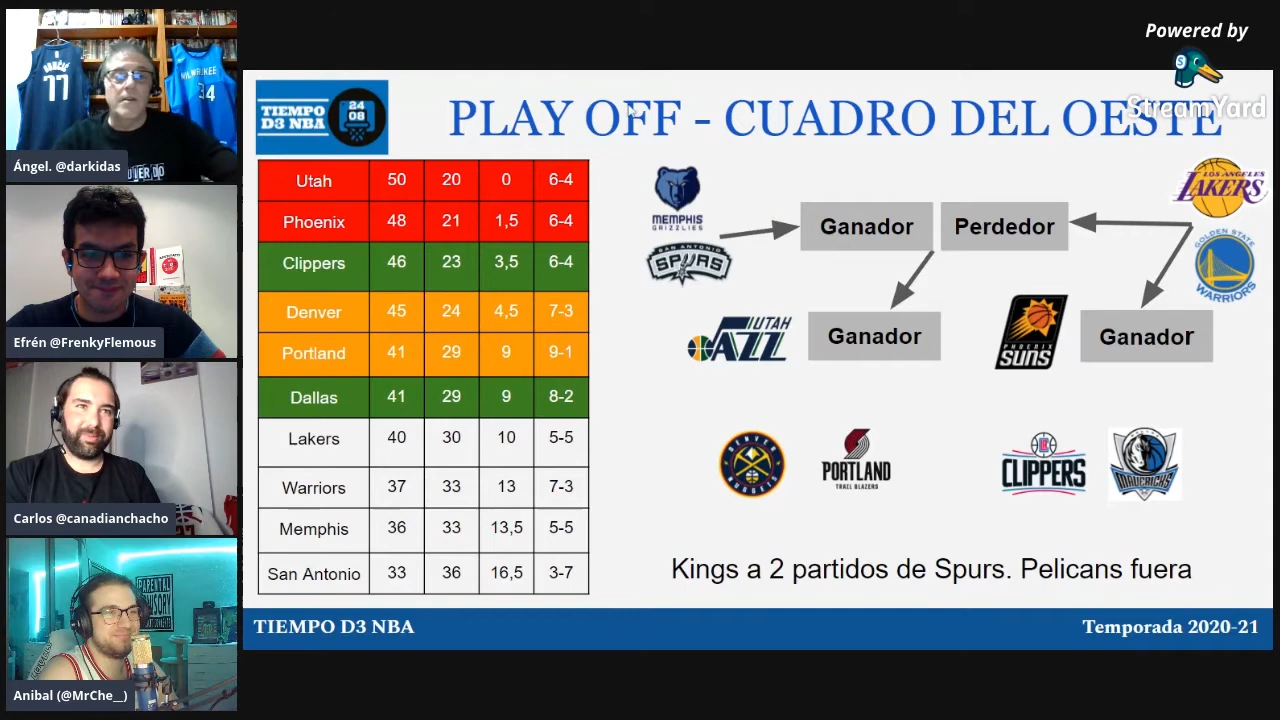 Powered by
StreamYard
77
MILWAUKEE
34
Ángel. @darkidas
Efrén @FrenkyFlemous
Carlos @canadianchacho
PARENTAL
ADVISORY
Anibal (@MrChe__)
TIEMPO
D3 NBA
24
08
PLAY OFF - CUADRO DEL OESTE
Utah 50 20 0 6-4
Phoenix 48 21 1,5 6-4
Clippers 46 23 3,5 6-4
Denver 45 24 4,5 7-3
Portland 41 29 9 9-1
Dallas 41 29 9 8-2
Lakers 40 30 10 5-5
Warriors 37 33 13 7-3
Memphis 36 33 13,5 5-5
San Antonio 33 36 16,5 3-7
MEMPHIS
GRIZZLIES
SAN ANTONIO
SPURS
Ganador
Perdedor
LOS ANGELES
LAKERS
GOLDEN STATE
WARRIORS
UTAH
JAZZ
Ganador
PHOENIX
SUNS
Ganador
DENVER
NUGGETS
PORTLAND
TRAIL BLAZERS
CLIPPERS
MAVERICKS
Kings a 2 partidos de Spurs. Pelicans fuera
TIEMPO D3 NBA
Temporada 2020-21